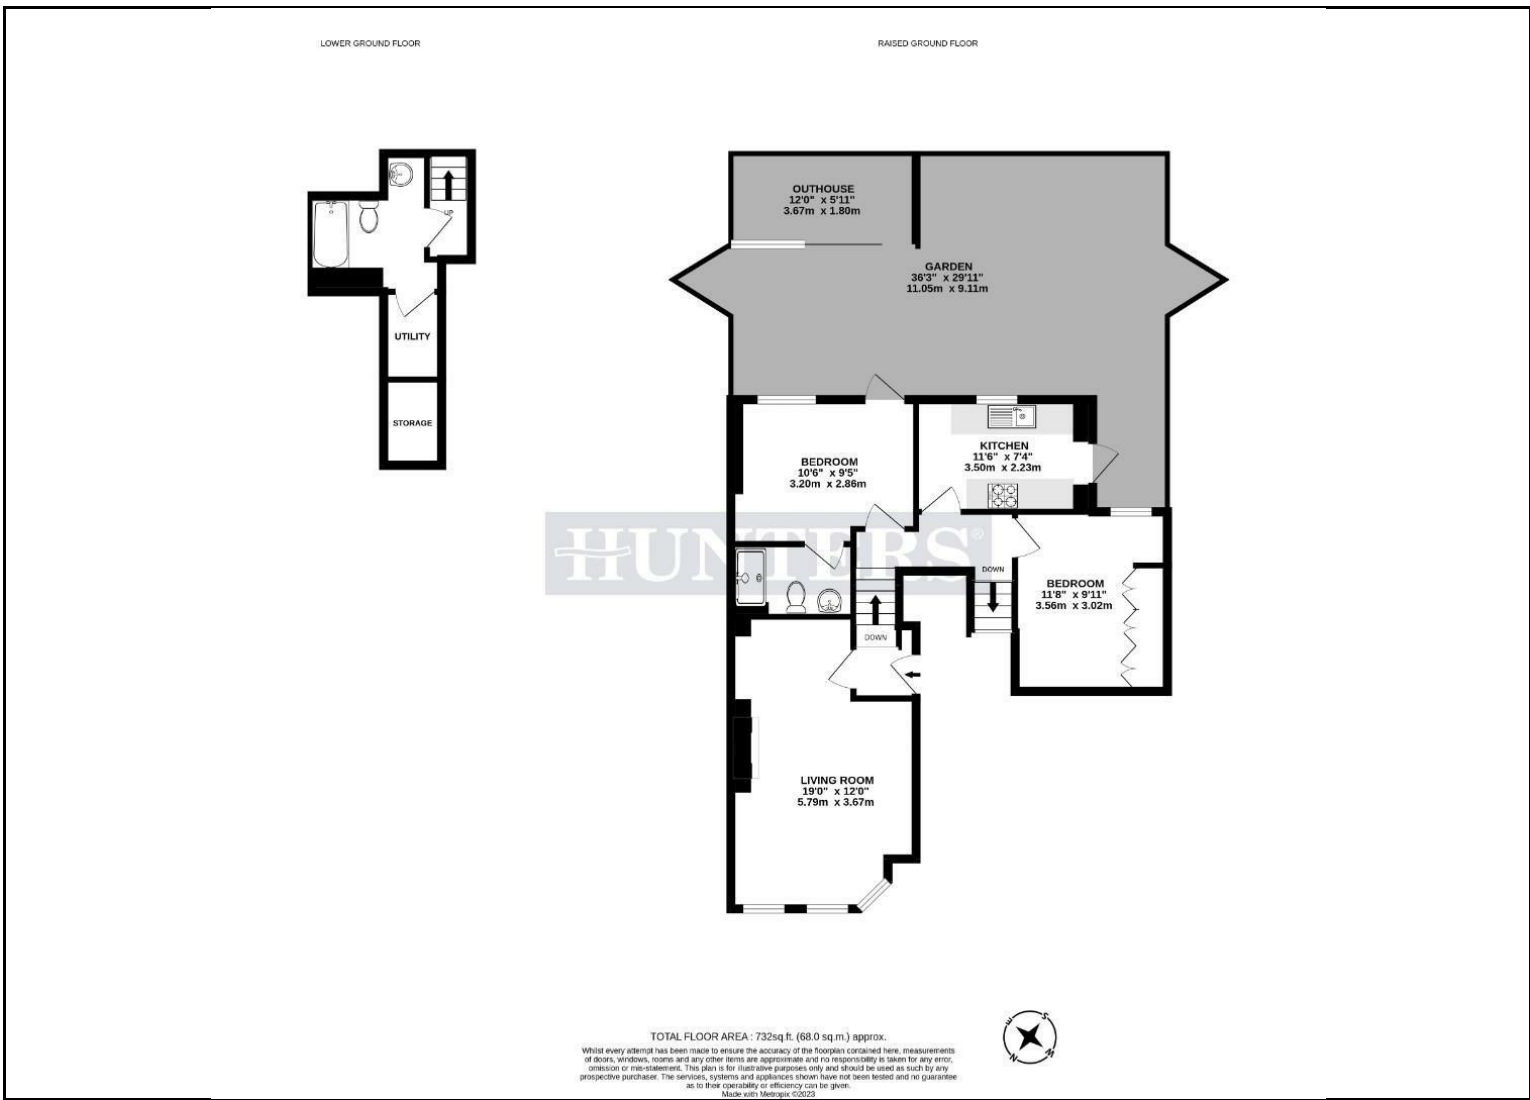 LOWER GROUND FLOOR
RAISED GROUND FLOOR
OUTHOUSE
12'0" x 5'11"
3.67m x 1.80m
GARDEN
36'3" x 29'11"
11.05m x 9.11m
UTILITY
STORAGE
BEDROOM
10'6" x 9'5"
3.20m x 2.86m
KITCHEN
11'6" x 7'4"
3.50m x 2.23m
HUNTERS®
DOWN
BEDROOM
11'8" x 9'11"
3.56m x 3.02m
DOWN
LIVING ROOM
19'0" x 12'0"
5.79m x 3.67m
E
S
N
W
TOTAL FLOOR AREA : 732sq.ft. (68.0 sq.m.) approx.
Whilst every attempt has been made to ensure the accuracy of the floorplan contained here, measurements
of doors, windows, rooms and any other items are approximate and no responsibility is taken for any error,
omission or mis-statement. This plan is for illustrative purposes only and should be used as such by any
prospective purchaser. The services, systems and appliances shown have not been tested and no guarantee
as to their operability or efficiency can be given.
Made with Metropix ©2023